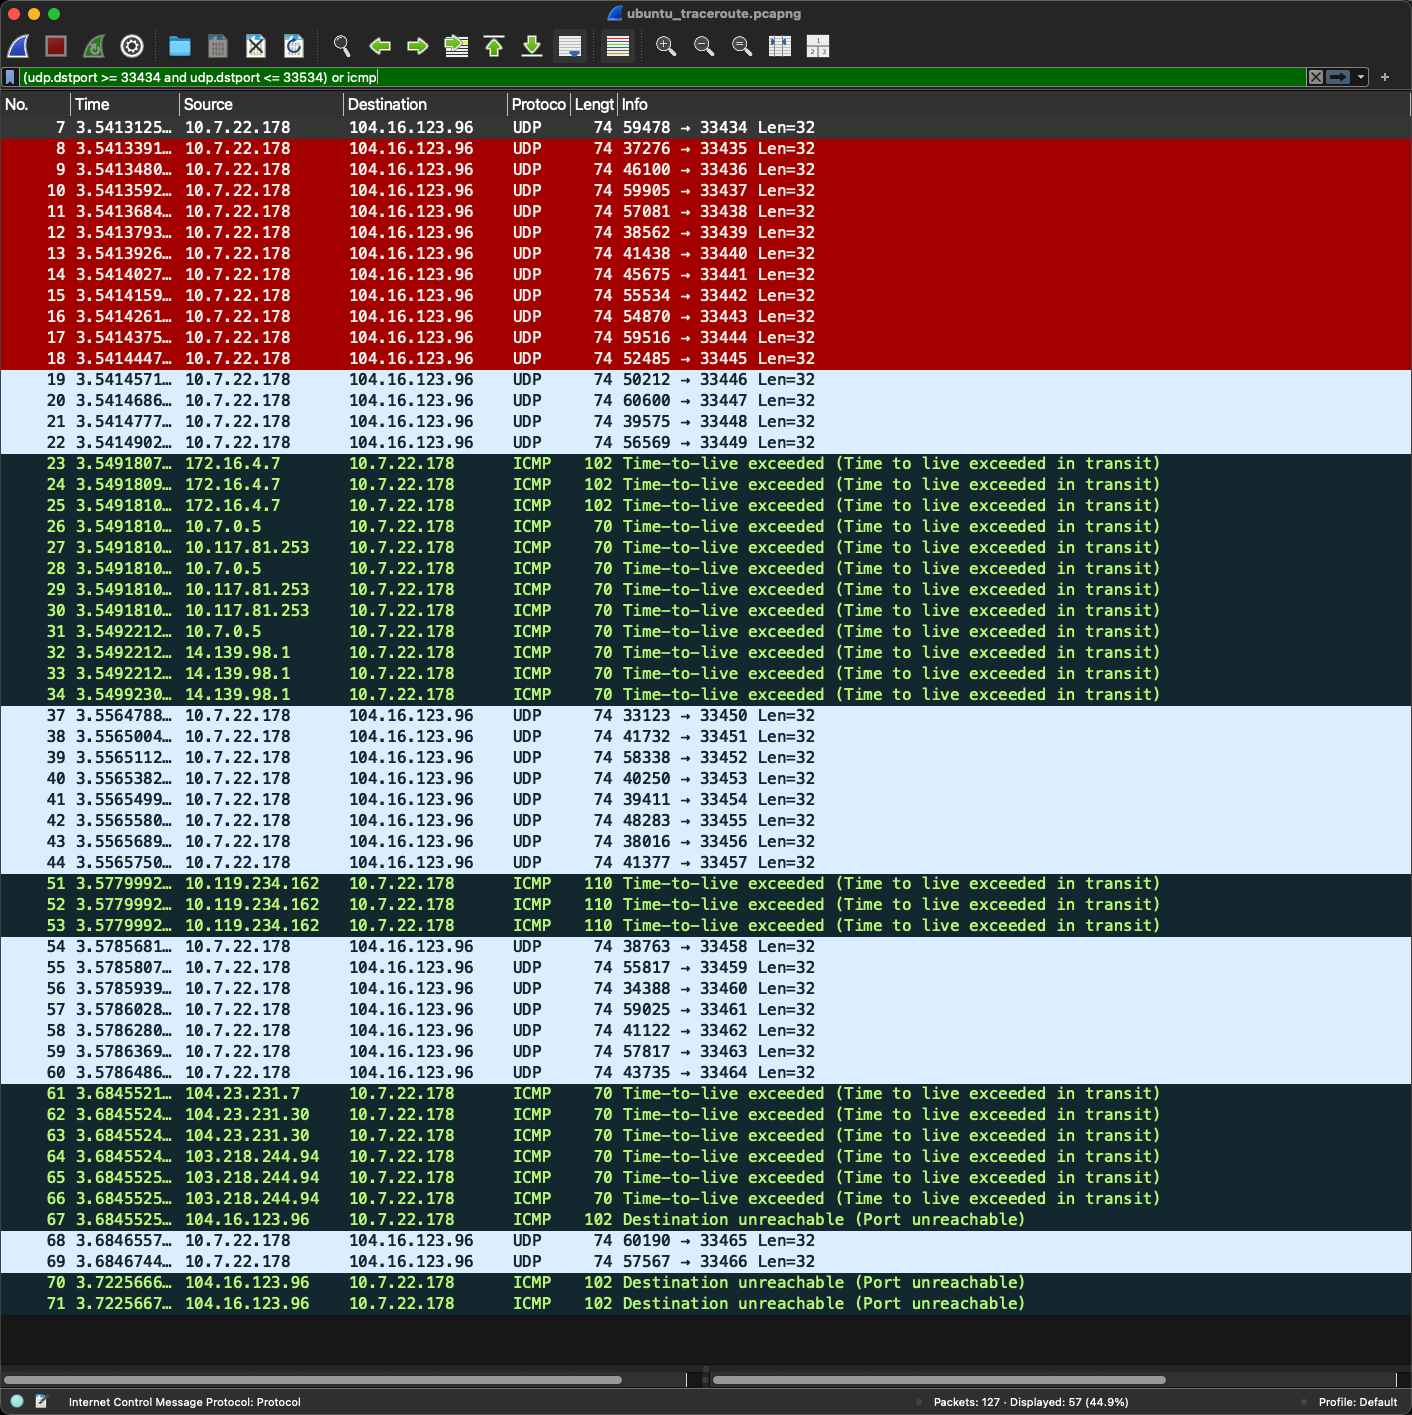 ubuntu_traceroute.pcapng
(udp.dstport >= 33434 and udp.dstport <= 33534) or icmp
No. Time Source Destination Protoco Lengt Info
7 3.5413125… 10.7.22.178 104.16.123.96 UDP 74 59478 → 33434 Len=32
8 3.5413391… 10.7.22.178 104.16.123.96 UDP 74 37276 → 33435 Len=32
9 3.5413480… 10.7.22.178 104.16.123.96 UDP 74 46100 → 33436 Len=32
10 3.5413592… 10.7.22.178 104.16.123.96 UDP 74 59905 → 33437 Len=32
11 3.5413684… 10.7.22.178 104.16.123.96 UDP 74 57081 → 33438 Len=32
12 3.5413793… 10.7.22.178 104.16.123.96 UDP 74 38562 → 33439 Len=32
13 3.5413926… 10.7.22.178 104.16.123.96 UDP 74 41438 → 33440 Len=32
14 3.5414027… 10.7.22.178 104.16.123.96 UDP 74 45675 → 33441 Len=32
15 3.5414159… 10.7.22.178 104.16.123.96 UDP 74 55534 → 33442 Len=32
16 3.5414261… 10.7.22.178 104.16.123.96 UDP 74 54870 → 33443 Len=32
17 3.5414375… 10.7.22.178 104.16.123.96 UDP 74 59516 → 33444 Len=32
18 3.5414447… 10.7.22.178 104.16.123.96 UDP 74 52485 → 33445 Len=32
19 3.5414571… 10.7.22.178 104.16.123.96 UDP 74 50212 → 33446 Len=32
20 3.5414686… 10.7.22.178 104.16.123.96 UDP 74 60600 → 33447 Len=32
21 3.5414777… 10.7.22.178 104.16.123.96 UDP 74 39575 → 33448 Len=32
22 3.5414902… 10.7.22.178 104.16.123.96 UDP 74 56569 → 33449 Len=32
23 3.5491807… 172.16.4.7 10.7.22.178 ICMP 102 Time-to-live exceeded (Time to live exceeded in transit)
24 3.5491809… 172.16.4.7 10.7.22.178 ICMP 102 Time-to-live exceeded (Time to live exceeded in transit)
25 3.5491810… 172.16.4.7 10.7.22.178 ICMP 102 Time-to-live exceeded (Time to live exceeded in transit)
26 3.5491810… 10.7.0.5 10.7.22.178 ICMP 70 Time-to-live exceeded (Time to live exceeded in transit)
27 3.5491810… 10.117.81.253 10.7.22.178 ICMP 70 Time-to-live exceeded (Time to live exceeded in transit)
28 3.5491810… 10.7.0.5 10.7.22.178 ICMP 70 Time-to-live exceeded (Time to live exceeded in transit)
29 3.5491810… 10.117.81.253 10.7.22.178 ICMP 70 Time-to-live exceeded (Time to live exceeded in transit)
30 3.5491810… 10.117.81.253 10.7.22.178 ICMP 70 Time-to-live exceeded (Time to live exceeded in transit)
31 3.5492212… 10.7.0.5 10.7.22.178 ICMP 70 Time-to-live exceeded (Time to live exceeded in transit)
32 3.5492212… 14.139.98.1 10.7.22.178 ICMP 70 Time-to-live exceeded (Time to live exceeded in transit)
33 3.5492212… 14.139.98.1 10.7.22.178 ICMP 70 Time-to-live exceeded (Time to live exceeded in transit)
34 3.5499230… 14.139.98.1 10.7.22.178 ICMP 70 Time-to-live exceeded (Time to live exceeded in transit)
37 3.5564788… 10.7.22.178 104.16.123.96 UDP 74 33123 → 33450 Len=32
38 3.5565004… 10.7.22.178 104.16.123.96 UDP 74 41732 → 33451 Len=32
39 3.5565112… 10.7.22.178 104.16.123.96 UDP 74 58338 → 33452 Len=32
40 3.5565382… 10.7.22.178 104.16.123.96 UDP 74 40250 → 33453 Len=32
41 3.5565499… 10.7.22.178 104.16.123.96 UDP 74 39411 → 33454 Len=32
42 3.5565580… 10.7.22.178 104.16.123.96 UDP 74 48283 → 33455 Len=32
43 3.5565689… 10.7.22.178 104.16.123.96 UDP 74 38016 → 33456 Len=32
44 3.5565750… 10.7.22.178 104.16.123.96 UDP 74 41377 → 33457 Len=32
51 3.5779992… 10.119.234.162 10.7.22.178 ICMP 110 Time-to-live exceeded (Time to live exceeded in transit)
52 3.5779992… 10.119.234.162 10.7.22.178 ICMP 110 Time-to-live exceeded (Time to live exceeded in transit)
53 3.5779992… 10.119.234.162 10.7.22.178 ICMP 110 Time-to-live exceeded (Time to live exceeded in transit)
54 3.5785681… 10.7.22.178 104.16.123.96 UDP 74 38763 → 33458 Len=32
55 3.5785807… 10.7.22.178 104.16.123.96 UDP 74 55817 → 33459 Len=32
56 3.5785939… 10.7.22.178 104.16.123.96 UDP 74 34388 → 33460 Len=32
57 3.5786028… 10.7.22.178 104.16.123.96 UDP 74 59025 → 33461 Len=32
58 3.5786280… 10.7.22.178 104.16.123.96 UDP 74 41122 → 33462 Len=32
59 3.5786369… 10.7.22.178 104.16.123.96 UDP 74 57817 → 33463 Len=32
60 3.5786486… 10.7.22.178 104.16.123.96 UDP 74 43735 → 33464 Len=32
61 3.6845521… 104.23.231.7 10.7.22.178 ICMP 70 Time-to-live exceeded (Time to live exceeded in transit)
62 3.6845524… 104.23.231.30 10.7.22.178 ICMP 70 Time-to-live exceeded (Time to live exceeded in transit)
63 3.6845524… 104.23.231.30 10.7.22.178 ICMP 70 Time-to-live exceeded (Time to live exceeded in transit)
64 3.6845524… 103.218.244.94 10.7.22.178 ICMP 70 Time-to-live exceeded (Time to live exceeded in transit)
65 3.6845525… 103.218.244.94 10.7.22.178 ICMP 70 Time-to-live exceeded (Time to live exceeded in transit)
66 3.6845525… 103.218.244.94 10.7.22.178 ICMP 70 Time-to-live exceeded (Time to live exceeded in transit)
67 3.6845525… 104.16.123.96 10.7.22.178 ICMP 102 Destination unreachable (Port unreachable)
68 3.6846557… 10.7.22.178 104.16.123.96 UDP 74 60190 → 33465 Len=32
69 3.6846744… 10.7.22.178 104.16.123.96 UDP 74 57567 → 33466 Len=32
70 3.7225666… 104.16.123.96 10.7.22.178 ICMP 102 Destination unreachable (Port unreachable)
71 3.7225667… 104.16.123.96 10.7.22.178 ICMP 102 Destination unreachable (Port unreachable)
Internet Control Message Protocol: Protocol Packets: 127 · Displayed: 57 (44.9%) Profile: Default